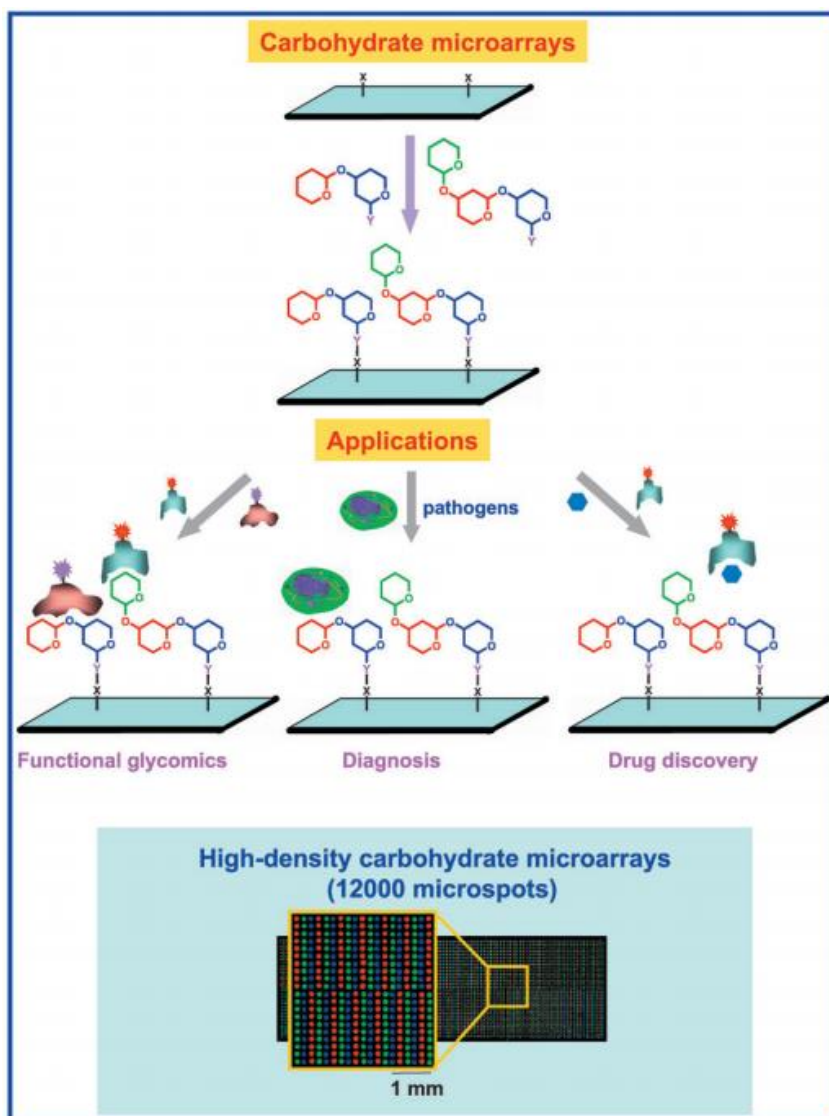 Carbohydrate microarrays
X X
O O Y
O O O O O Y
O O O O O O O Y Y
X X
Applications
pathogens
O O O O O O O Y Y
X X
O O O O O O O Y Y
X X
O O O O O O O Y Y
X X
Functional glycomics
Diagnosis
Drug discovery
High-density carbohydrate microarrays
(12000 microspots)
1 mm